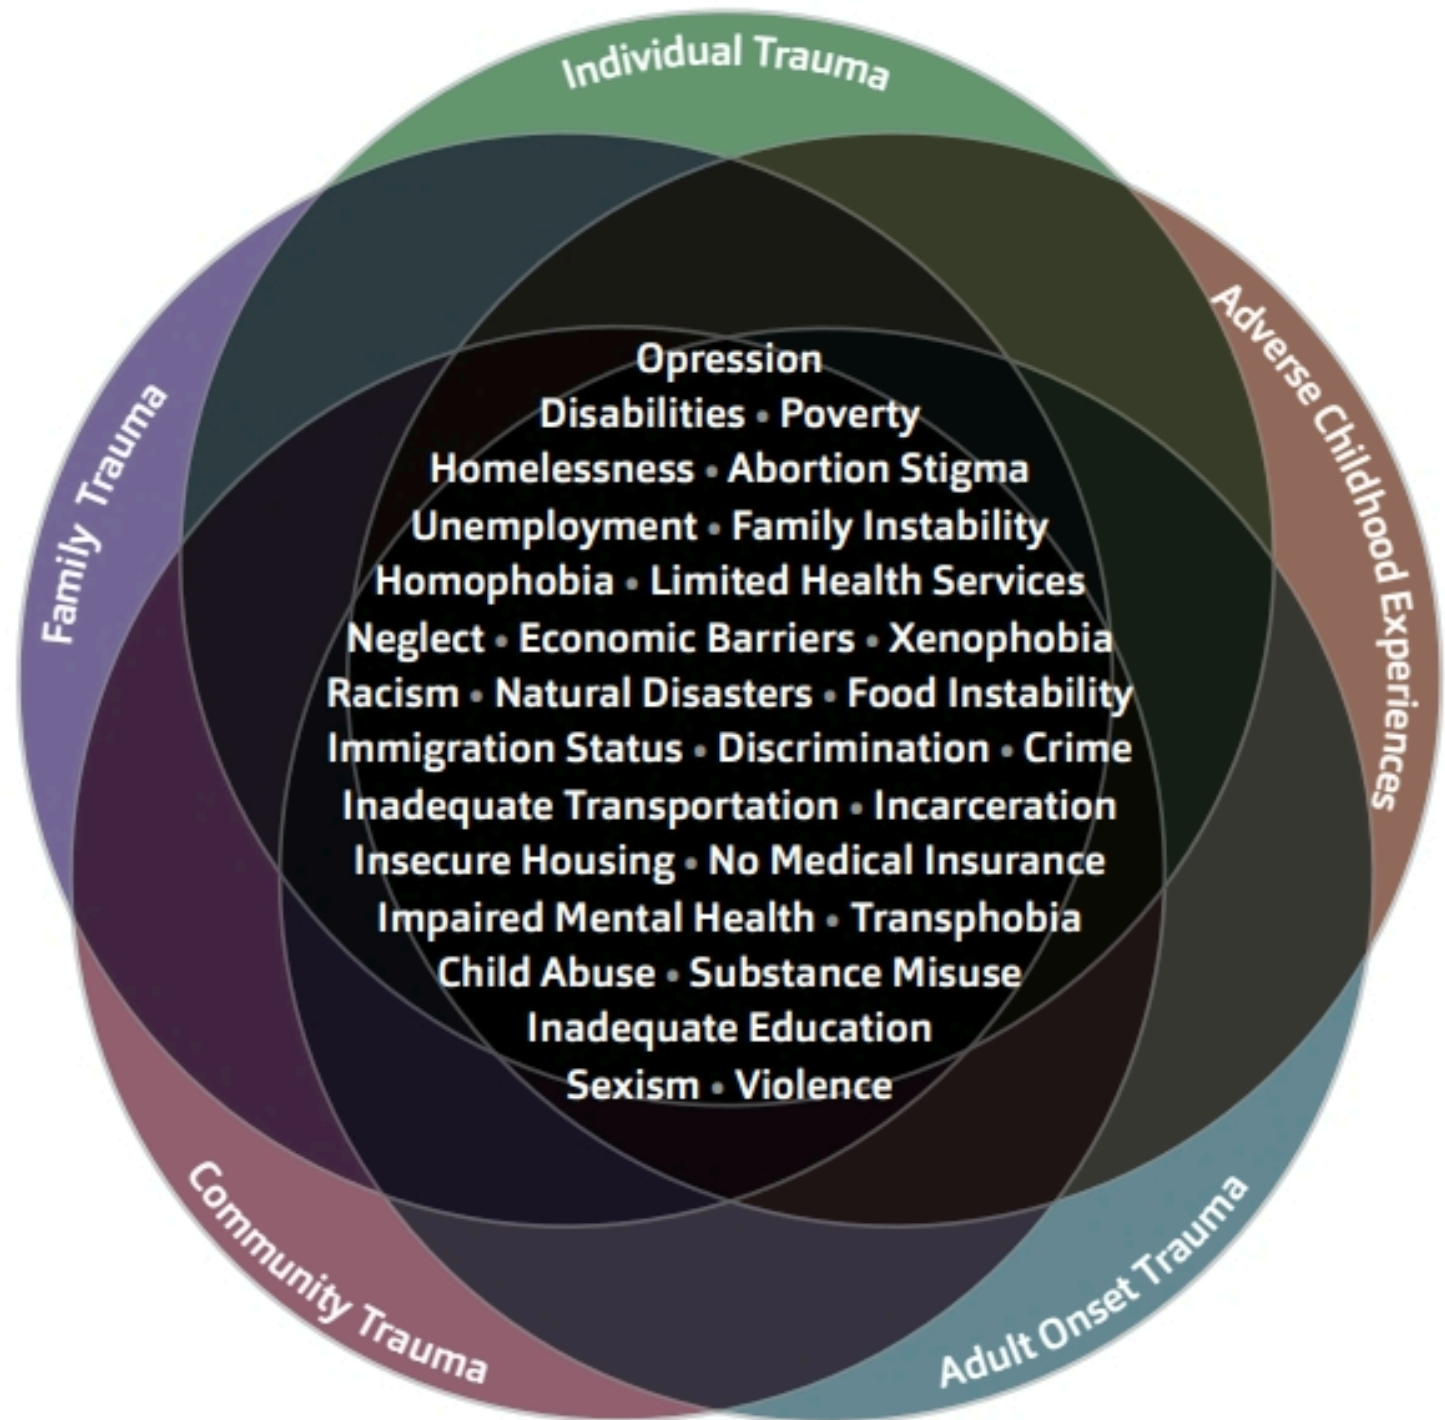 Individual Trauma
Adverse Childhood Experiences
Family Trauma
Opression
Disabilities • Poverty
Homelessness • Abortion Stigma
Unemployment • Family Instability
Homophobia • Limited Health Services
Neglect • Economic Barriers • Xenophobia
Racism • Natural Disasters • Food Instability
Immigration Status • Discrimination • Crime
Inadequate Transportation • Incarceration
Insecure Housing • No Medical Insurance
Impaired Mental Health • Transphobia
Child Abuse • Substance Misuse
Inadequate Education
Sexism • Violence
Community Trauma
Adult Onset Trauma